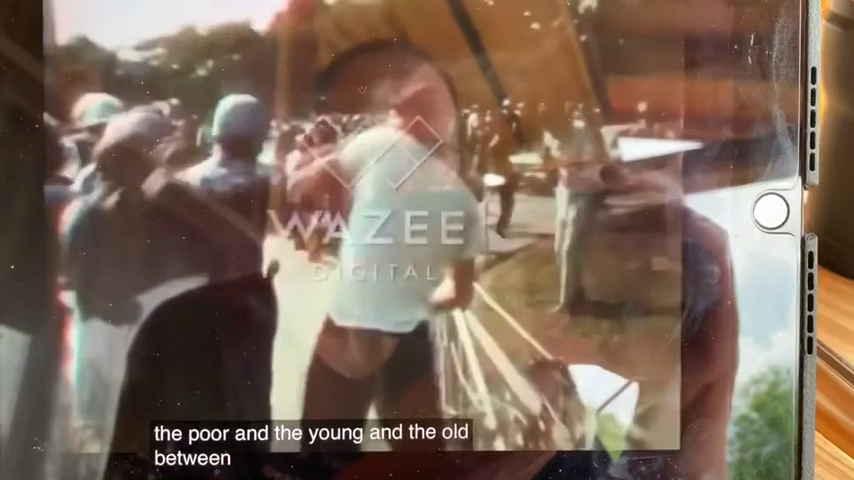 WAZEE
DIGITAL
the poor and the young and the old
between